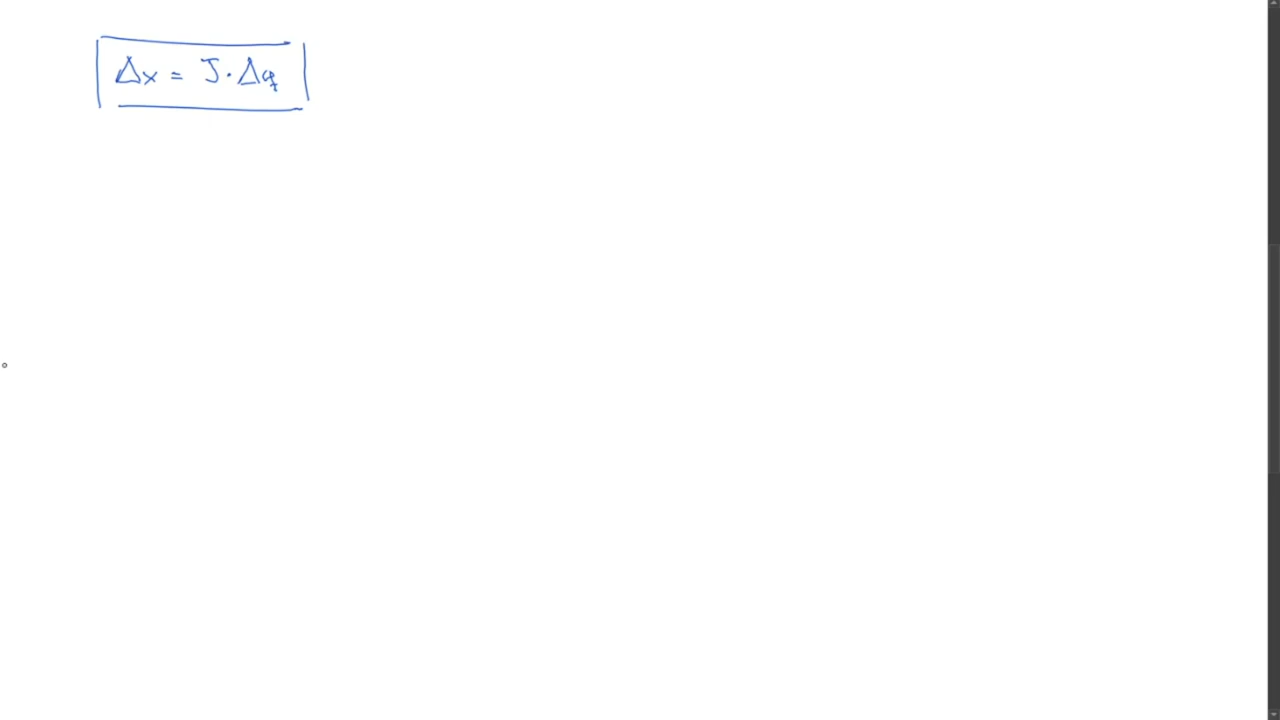 Δx = J · Δq